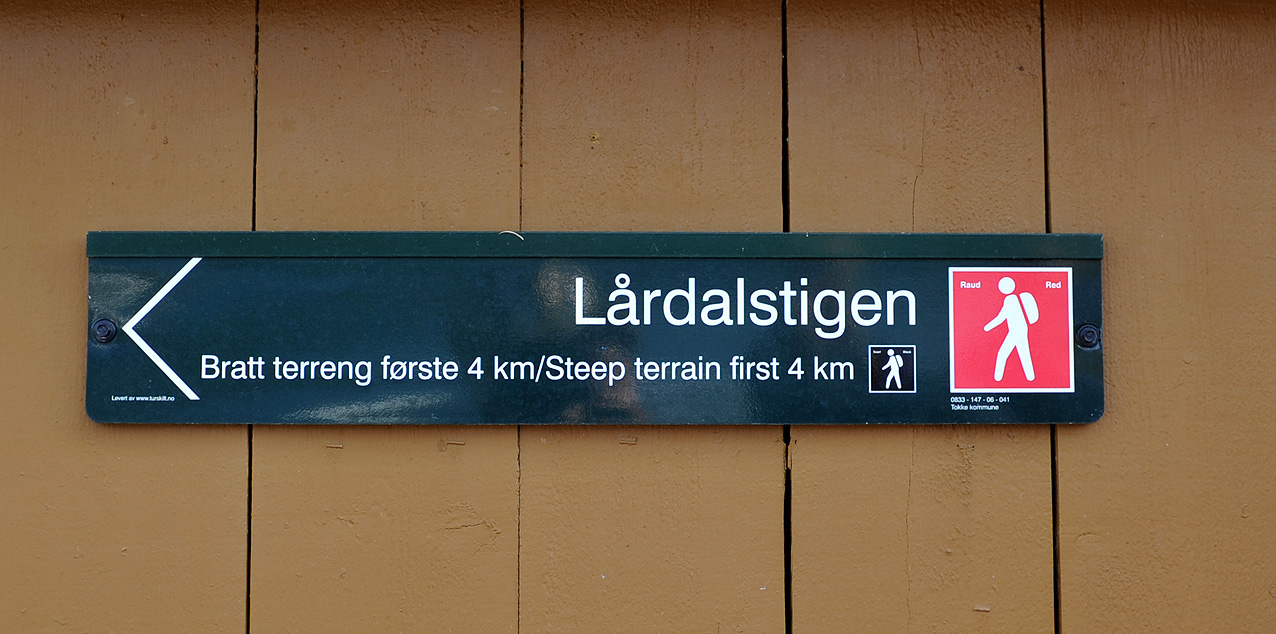 Lårdalstigen
Bratt terreng første 4 km/Steep terrain first 4 km
Raud Red
Levert av www.turskilt.no
0833 - 147 - 06 - 041
Tokke kommune